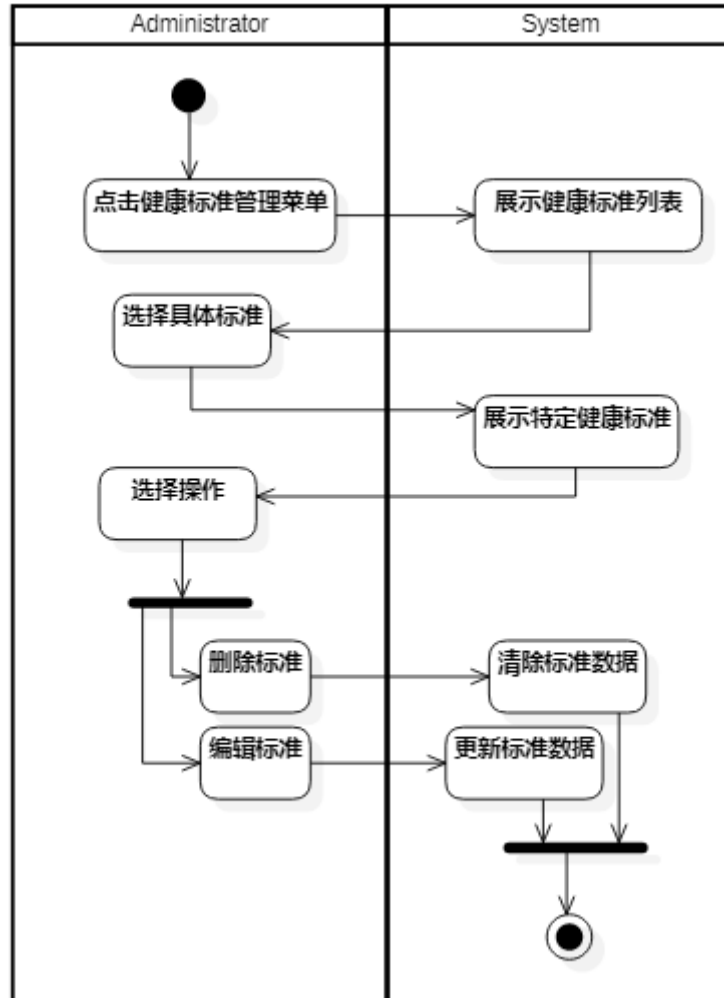 Administrator
System
点击健康标准管理菜单
展示健康标准列表
选择具体标准
展示特定健康标准
选择操作
删除标准
清除标准数据
编辑标准
更新标准数据